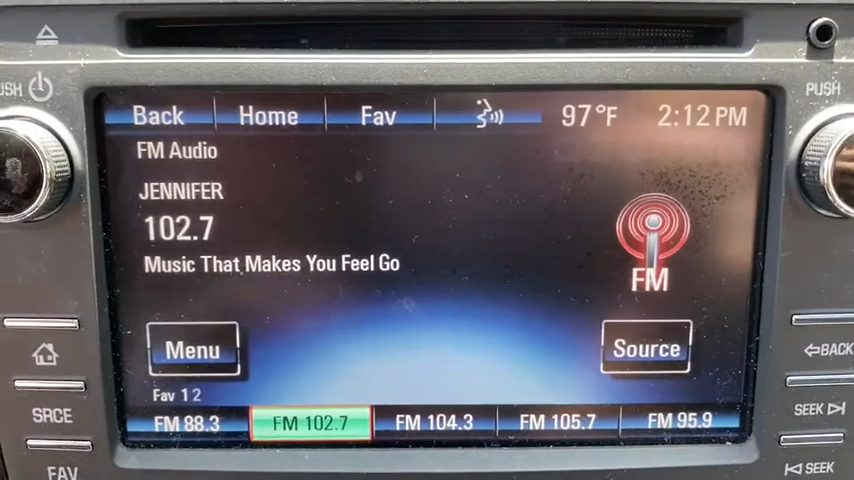 PUSH
Back Home Fav 97°F 2:12 PM
PUSH
FM Audio
JENNIFER
102.7
Music That Makes You Feel Go
FM
Menu
Source
BACK
Fav 1 2
SRCE
SEEK
FM 88.3 FM 102.7 FM 104.3 FM 105.7 FM 95.9
FAV
SEEK